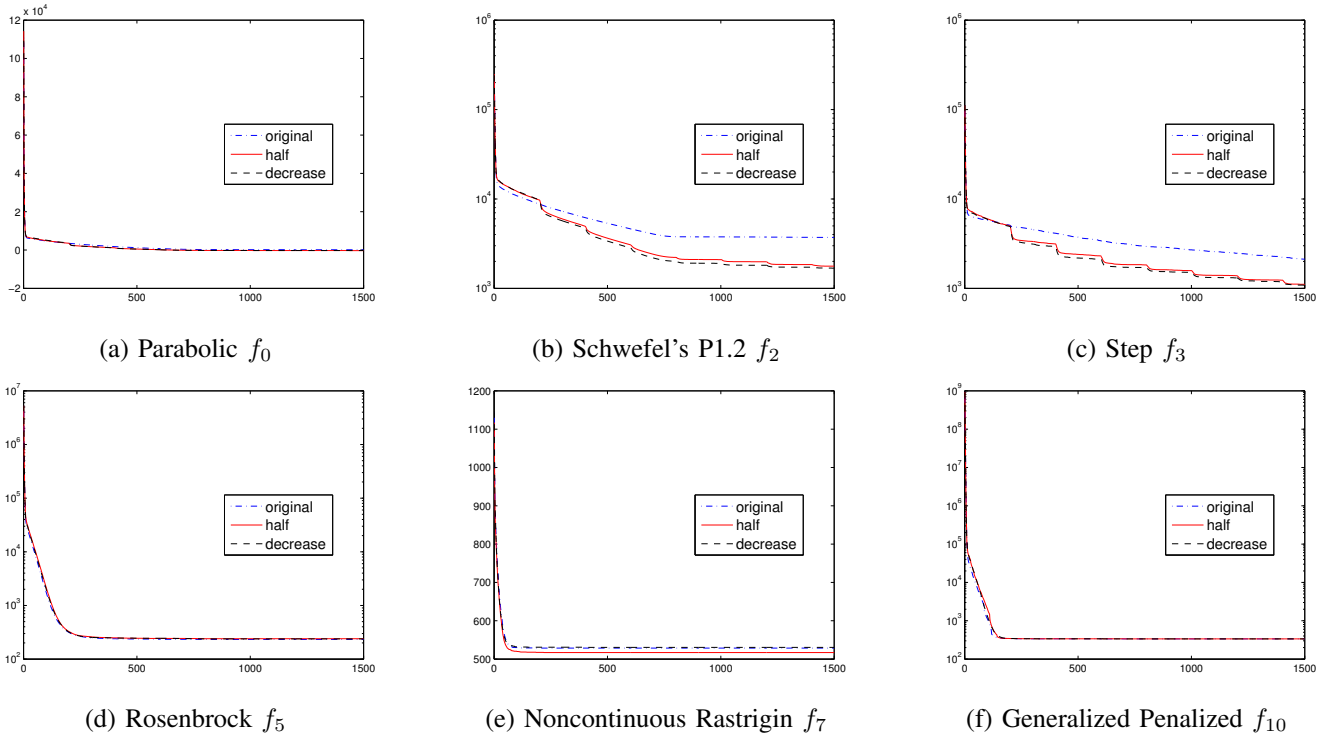 x 10^4
12
10
8
6
4
2
0
−2
0 500 1000 1500
original
half
decrease
(a) Parabolic f_0
10^6
10^5
10^4
10^3
0 500 1000 1500
original
half
decrease
(b) Schwefel's P1.2 f_2
10^6
10^5
10^4
10^3
0 500 1000 1500
original
half
decrease
(c) Step f_3
10^7
10^6
10^5
10^4
10^3
10^2
0 500 1000 1500
original
half
decrease
(d) Rosenbrock f_5
1200
1100
1000
900
800
700
600
500
0 500 1000 1500
original
half
decrease
(e) Noncontinuous Rastrigin f_7
10^9
10^8
10^7
10^6
10^5
10^4
10^3
10^2
0 500 1000 1500
original
half
decrease
(f) Generalized Penalized f_10